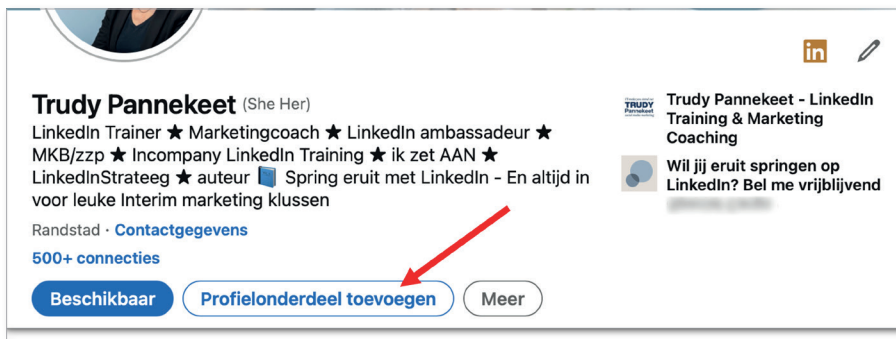 in
Trudy Pannekeet (She Her)
LinkedIn Trainer ★ Marketingcoach ★ LinkedIn ambassadeur ★
MKB/zzp ★ Incompany LinkedIn Training ★ ik zet AAN ★
LinkedInStrateeg ★ auteur 📘 Spring eruit met LinkedIn - En altijd in
voor leuke Interim marketing klussen
Randstad · Contactgegevens
500+ connecties
Beschikbaar
Profielonderdeel toevoegen
Meer
TRUDY
Pannekeet
Trudy Pannekeet - LinkedIn
Training & Marketing
Coaching
Wil jij eruit springen op
LinkedIn? Bel me vrijblijvend